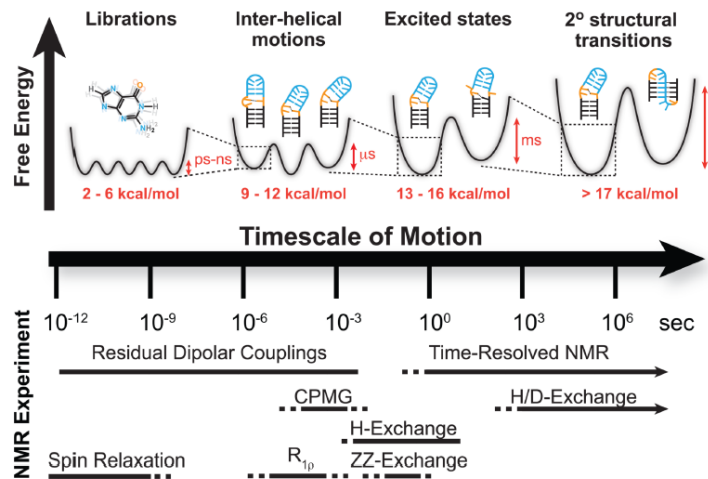 Librations
Inter-helical
motions
Excited states
2° structural
transitions
Free Energy
H
N
N
O
N
H
N
N
NH₂
ps-ns
μs
ms
2 - 6 kcal/mol
9 - 12 kcal/mol
13 - 16 kcal/mol
> 17 kcal/mol
Timescale of Motion
10⁻¹² 10⁻⁹ 10⁻⁶ 10⁻³ 10⁰ 10³ 10⁶ sec
NMR Experiment
Residual Dipolar Couplings
Time-Resolved NMR
CPMG
H/D-Exchange
H-Exchange
Spin Relaxation
R₁ρ
ZZ-Exchange